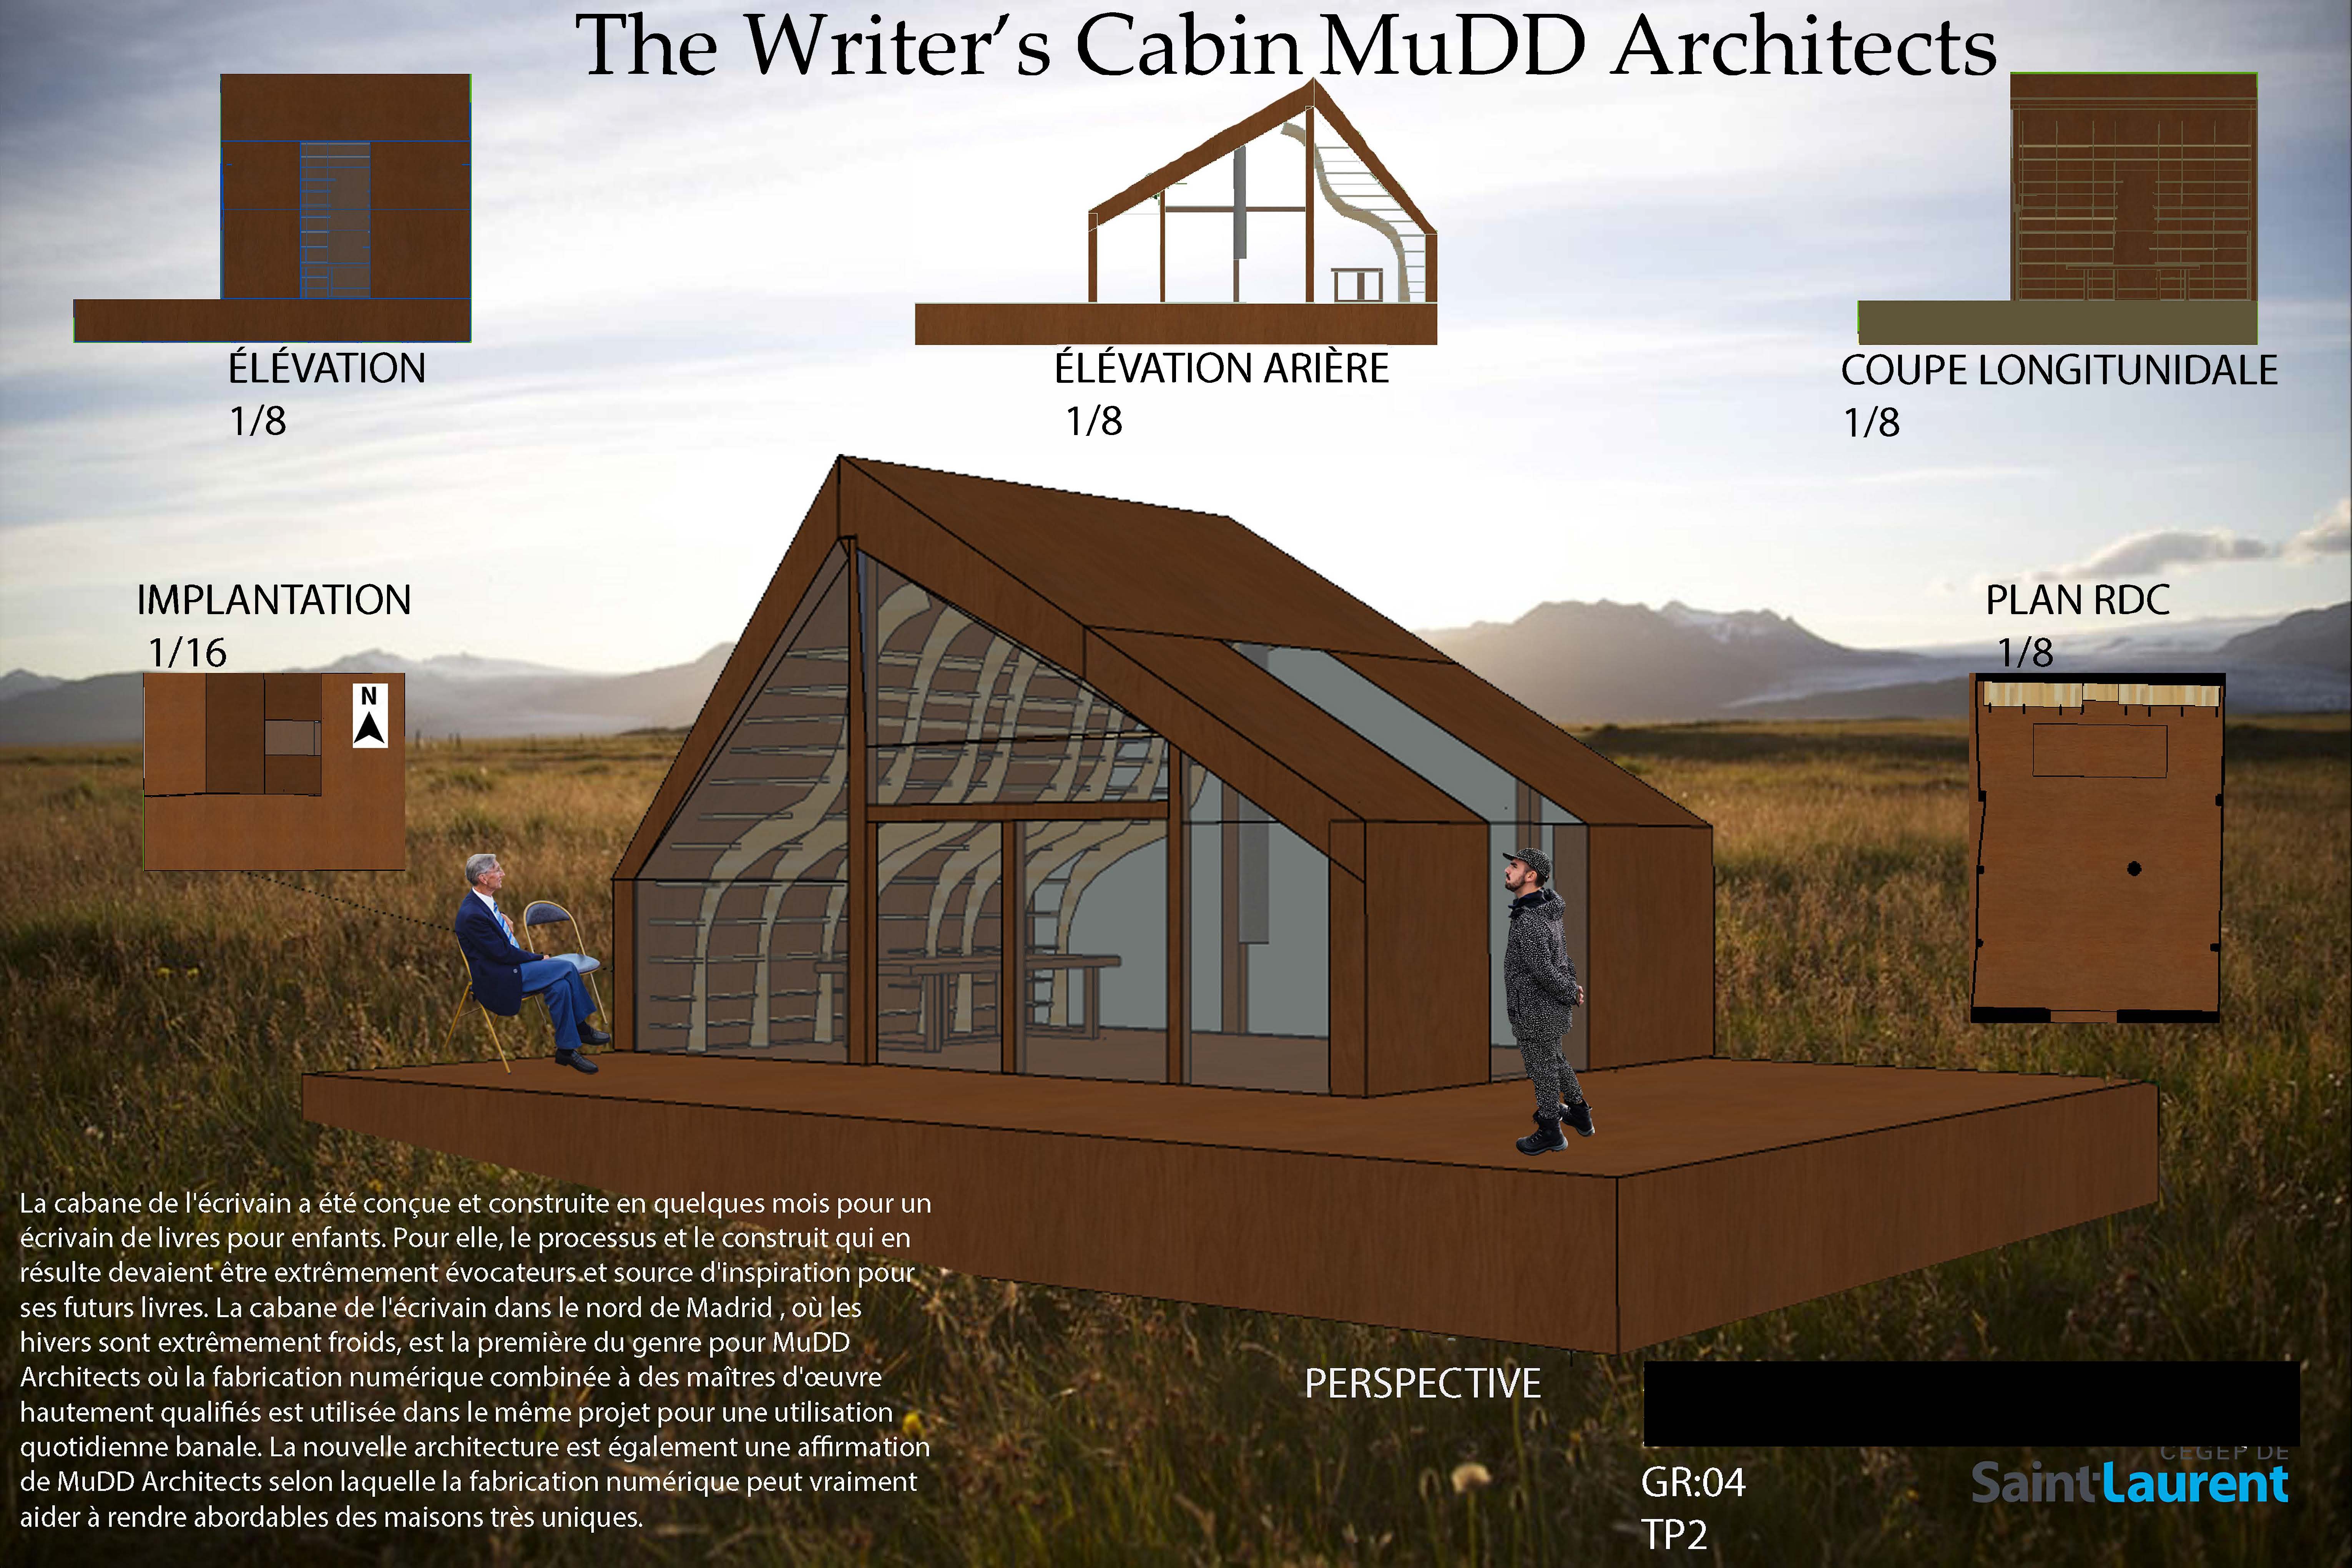 The Writer's Cabin MuDD Architects
ÉLÉVATION
1/8
ÉLÉVATION ARIÈRE
1/8
COUPE LONGITUNIDALE
1/8
IMPLANTATION
1/16
N
PLAN RDC
1/8
La cabane de l'écrivain a été conçue et construite en quelques mois pour un
écrivain de livres pour enfants. Pour elle, le processus et le construit qui en
résulte devaient être extrêmement évocateurs et source d'inspiration pour
ses futurs livres. La cabane de l'écrivain dans le nord de Madrid , où les
hivers sont extrêmement froids, est la première du genre pour MuDD
Architects où la fabrication numérique combinée à des maîtres d'œuvre
hautement qualifiés est utilisée dans le même projet pour une utilisation
quotidienne banale. La nouvelle architecture est également une affirmation
de MuDD Architects selon laquelle la fabrication numérique peut vraiment
aider à rendre abordables des maisons très uniques.
PERSPECTIVE
GR:04
TP2
CÉGEP DE
Saint-Laurent